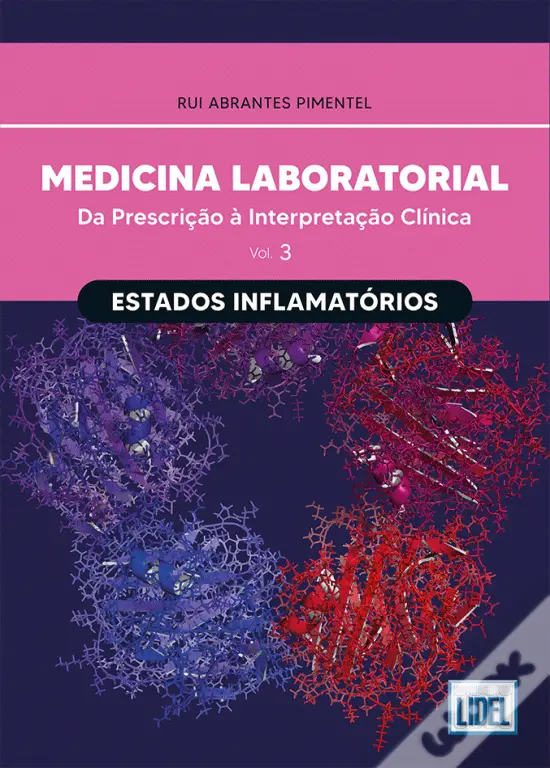 RUI ABRANTES PIMENTEL
MEDICINA LABORATORIAL
Da Prescrição à Interpretação Clínica
Vol. 3
ESTADOS INFLAMATÓRIOS
LIDEL